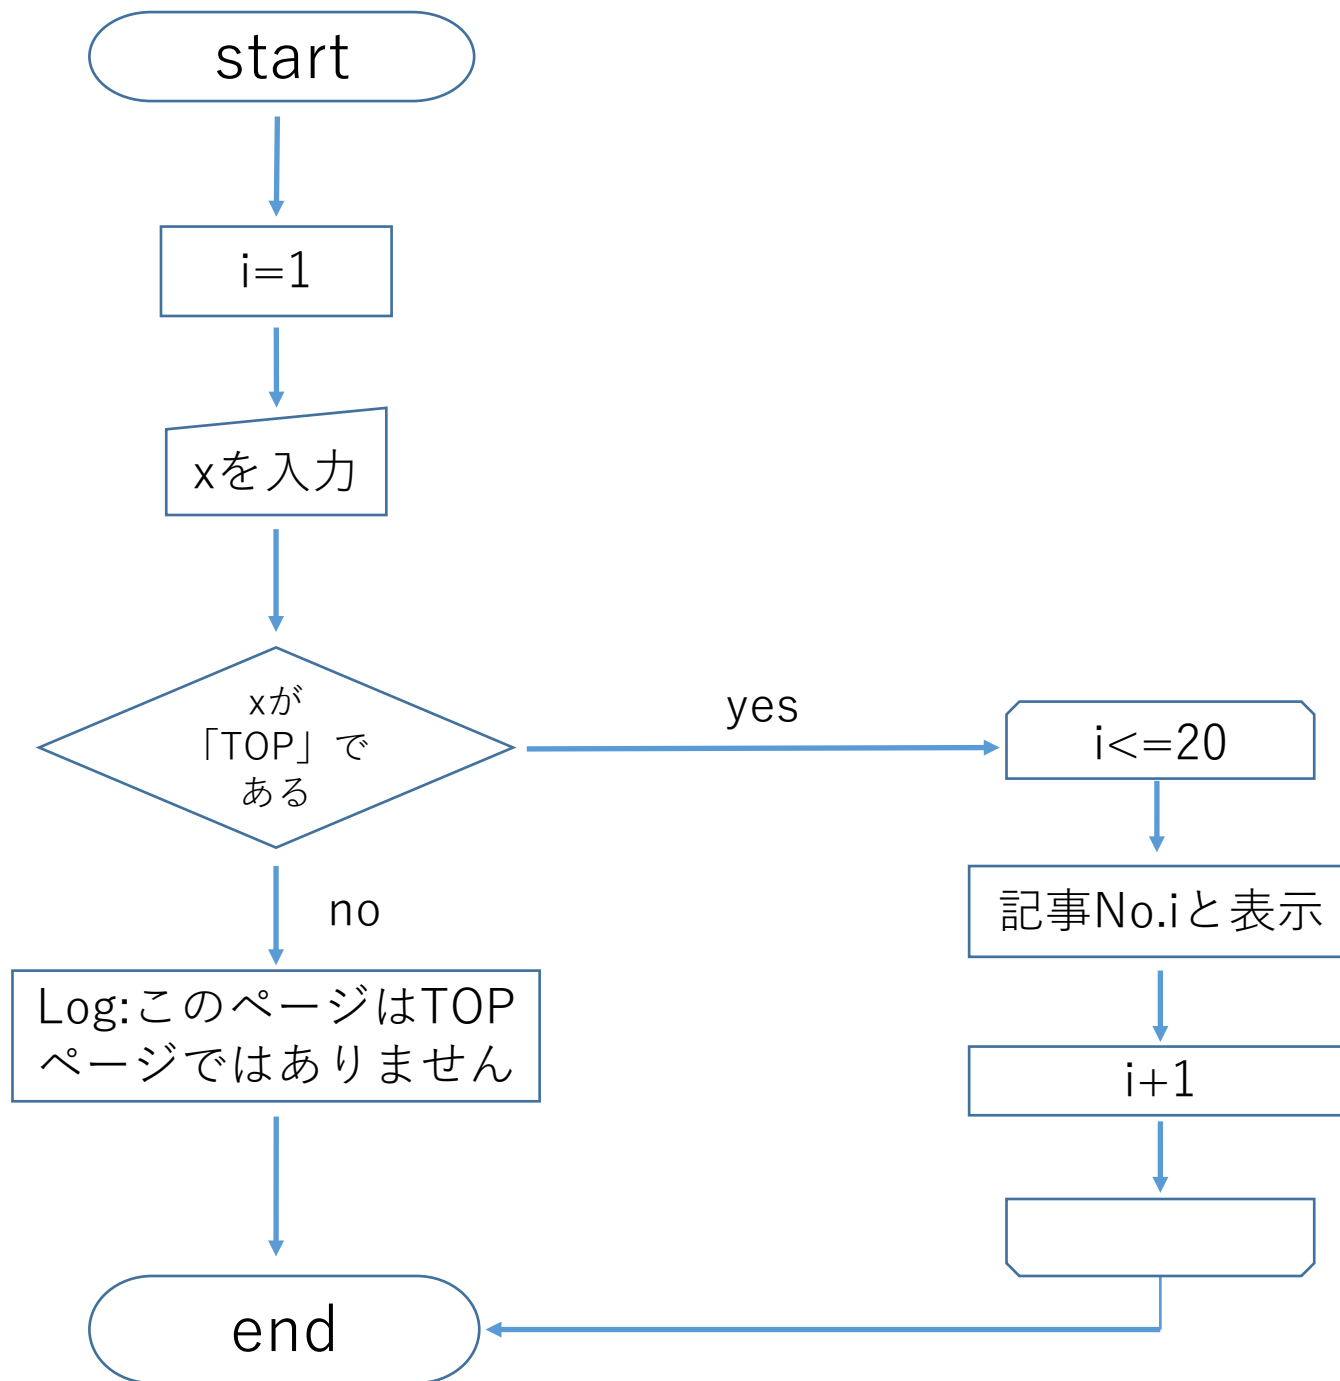 start
i=1
xを入力
xが
「TOP」で
ある
yes
i<=20
no
記事No.iと表示
Log:このページはTOP
ページではありません
i+1
end